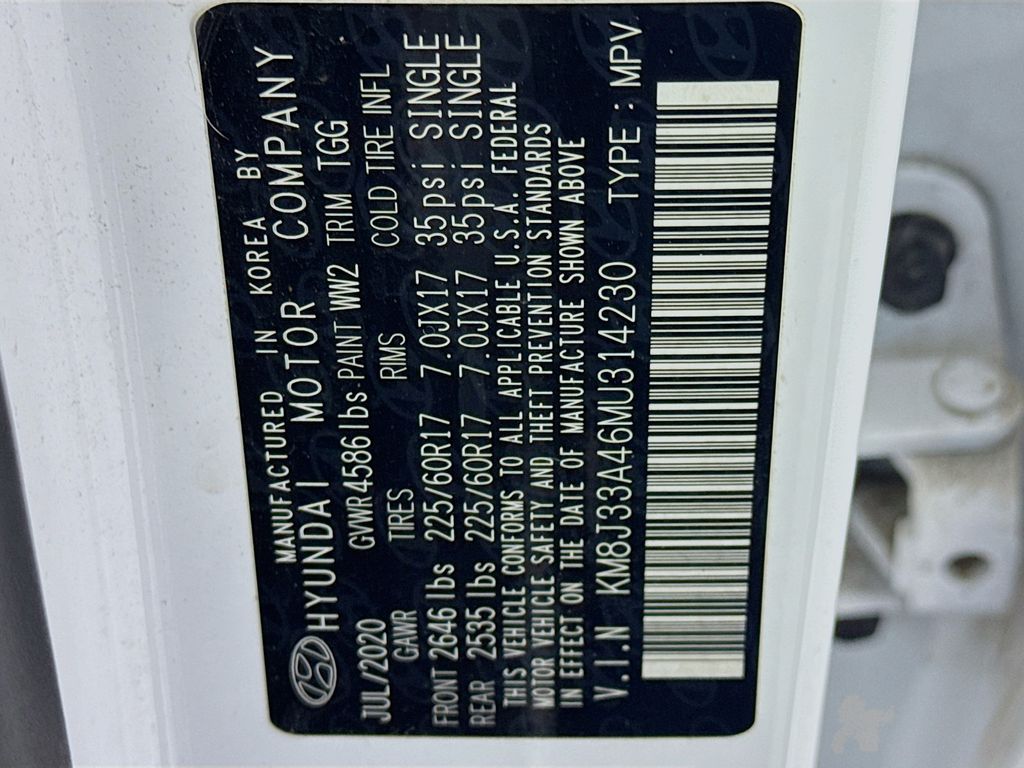 MANUFACTURED IN KOREA BY
HYUNDAI MOTOR COMPANY
JUL/2020 GVWR4586 lbs:PAINT WW2 TRIM TGG
GAWR TIRES RIMS COLD TIRE INFL
FRONT 2646 lbs 225/60R17 7.0JX17 35psi SINGLE
REAR 2535 lbs 225/60R17 7.0JX17 35psi SINGLE
THIS VEHICLE CONFORMS TO ALL APPLICABLE U.S.A. FEDERAL
MOTOR VEHICLE SAFETY AND THEFT PREVENTION STANDARDS
IN EFFECT ON THE DATE OF MANUFACTURE SHOWN ABOVE
V.I.N KM8J33A46MU314230 TYPE:MPV